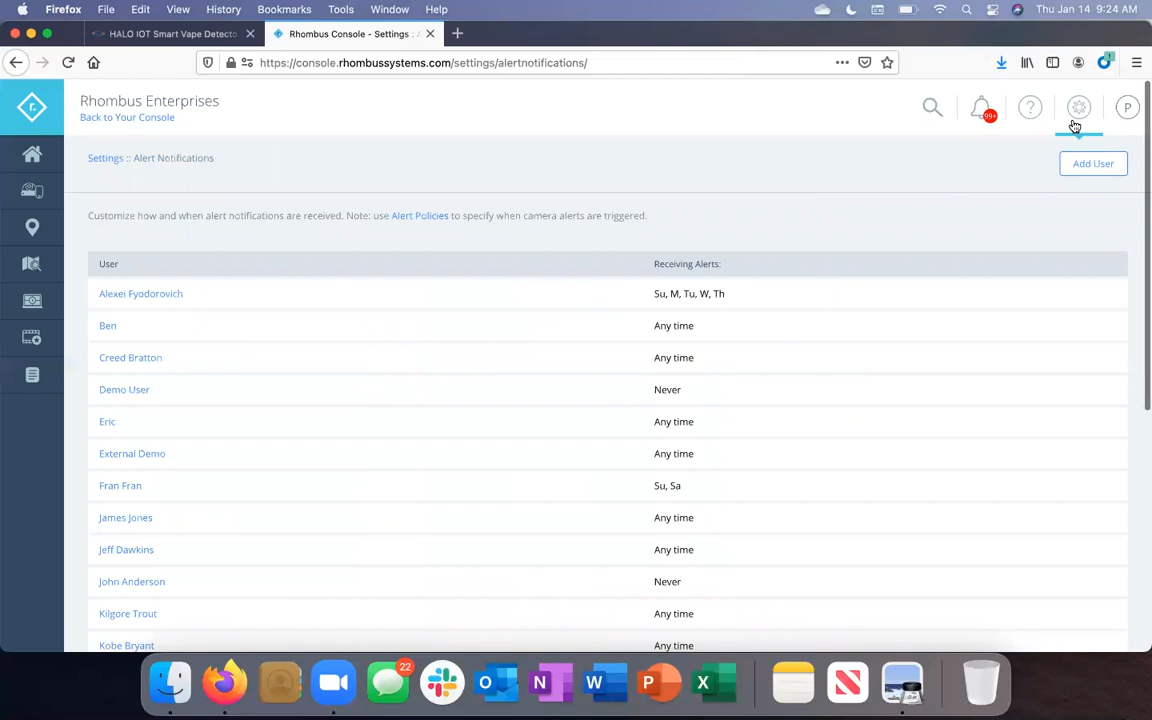 Firefox File Edit View History Bookmarks Tools Window Help Thu Jan 14 9:24 AM
HALO IOT Smart Vape Detecto Rhombus Console - Settings :
https://console.rhombussystems.com/settings/alertnotifications/
r. Rhombus Enterprises 99+ ? P
Back to Your Console
Settings :: Alert Notifications Add User
Customize how and when alert notifications are received. Note: use Alert Policies to specify when camera alerts are triggered.
User Receiving Alerts:
Alexei Fyodorovich Su, M, Tu, W, Th
Ben Any time
Creed Bratton Any time
Demo User Never
Eric Any time
External Demo Any time
Fran Fran Su, Sa
James Jones Any time
Jeff Dawkins Any time
John Anderson Never
Kilgore Trout Any time
Kobe Bryant Any time
22 O N W P X